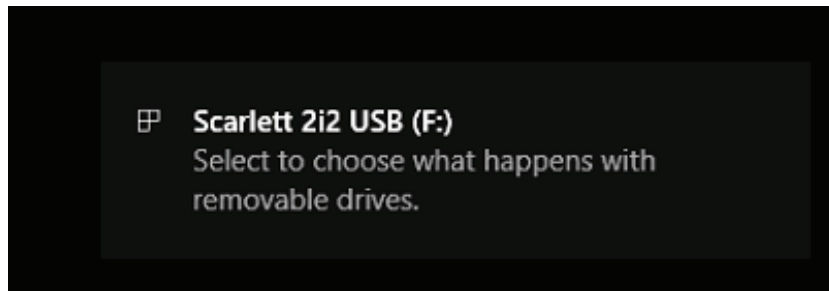 Scarlett 2i2 USB (F:)
Select to choose what happens with
removable drives.